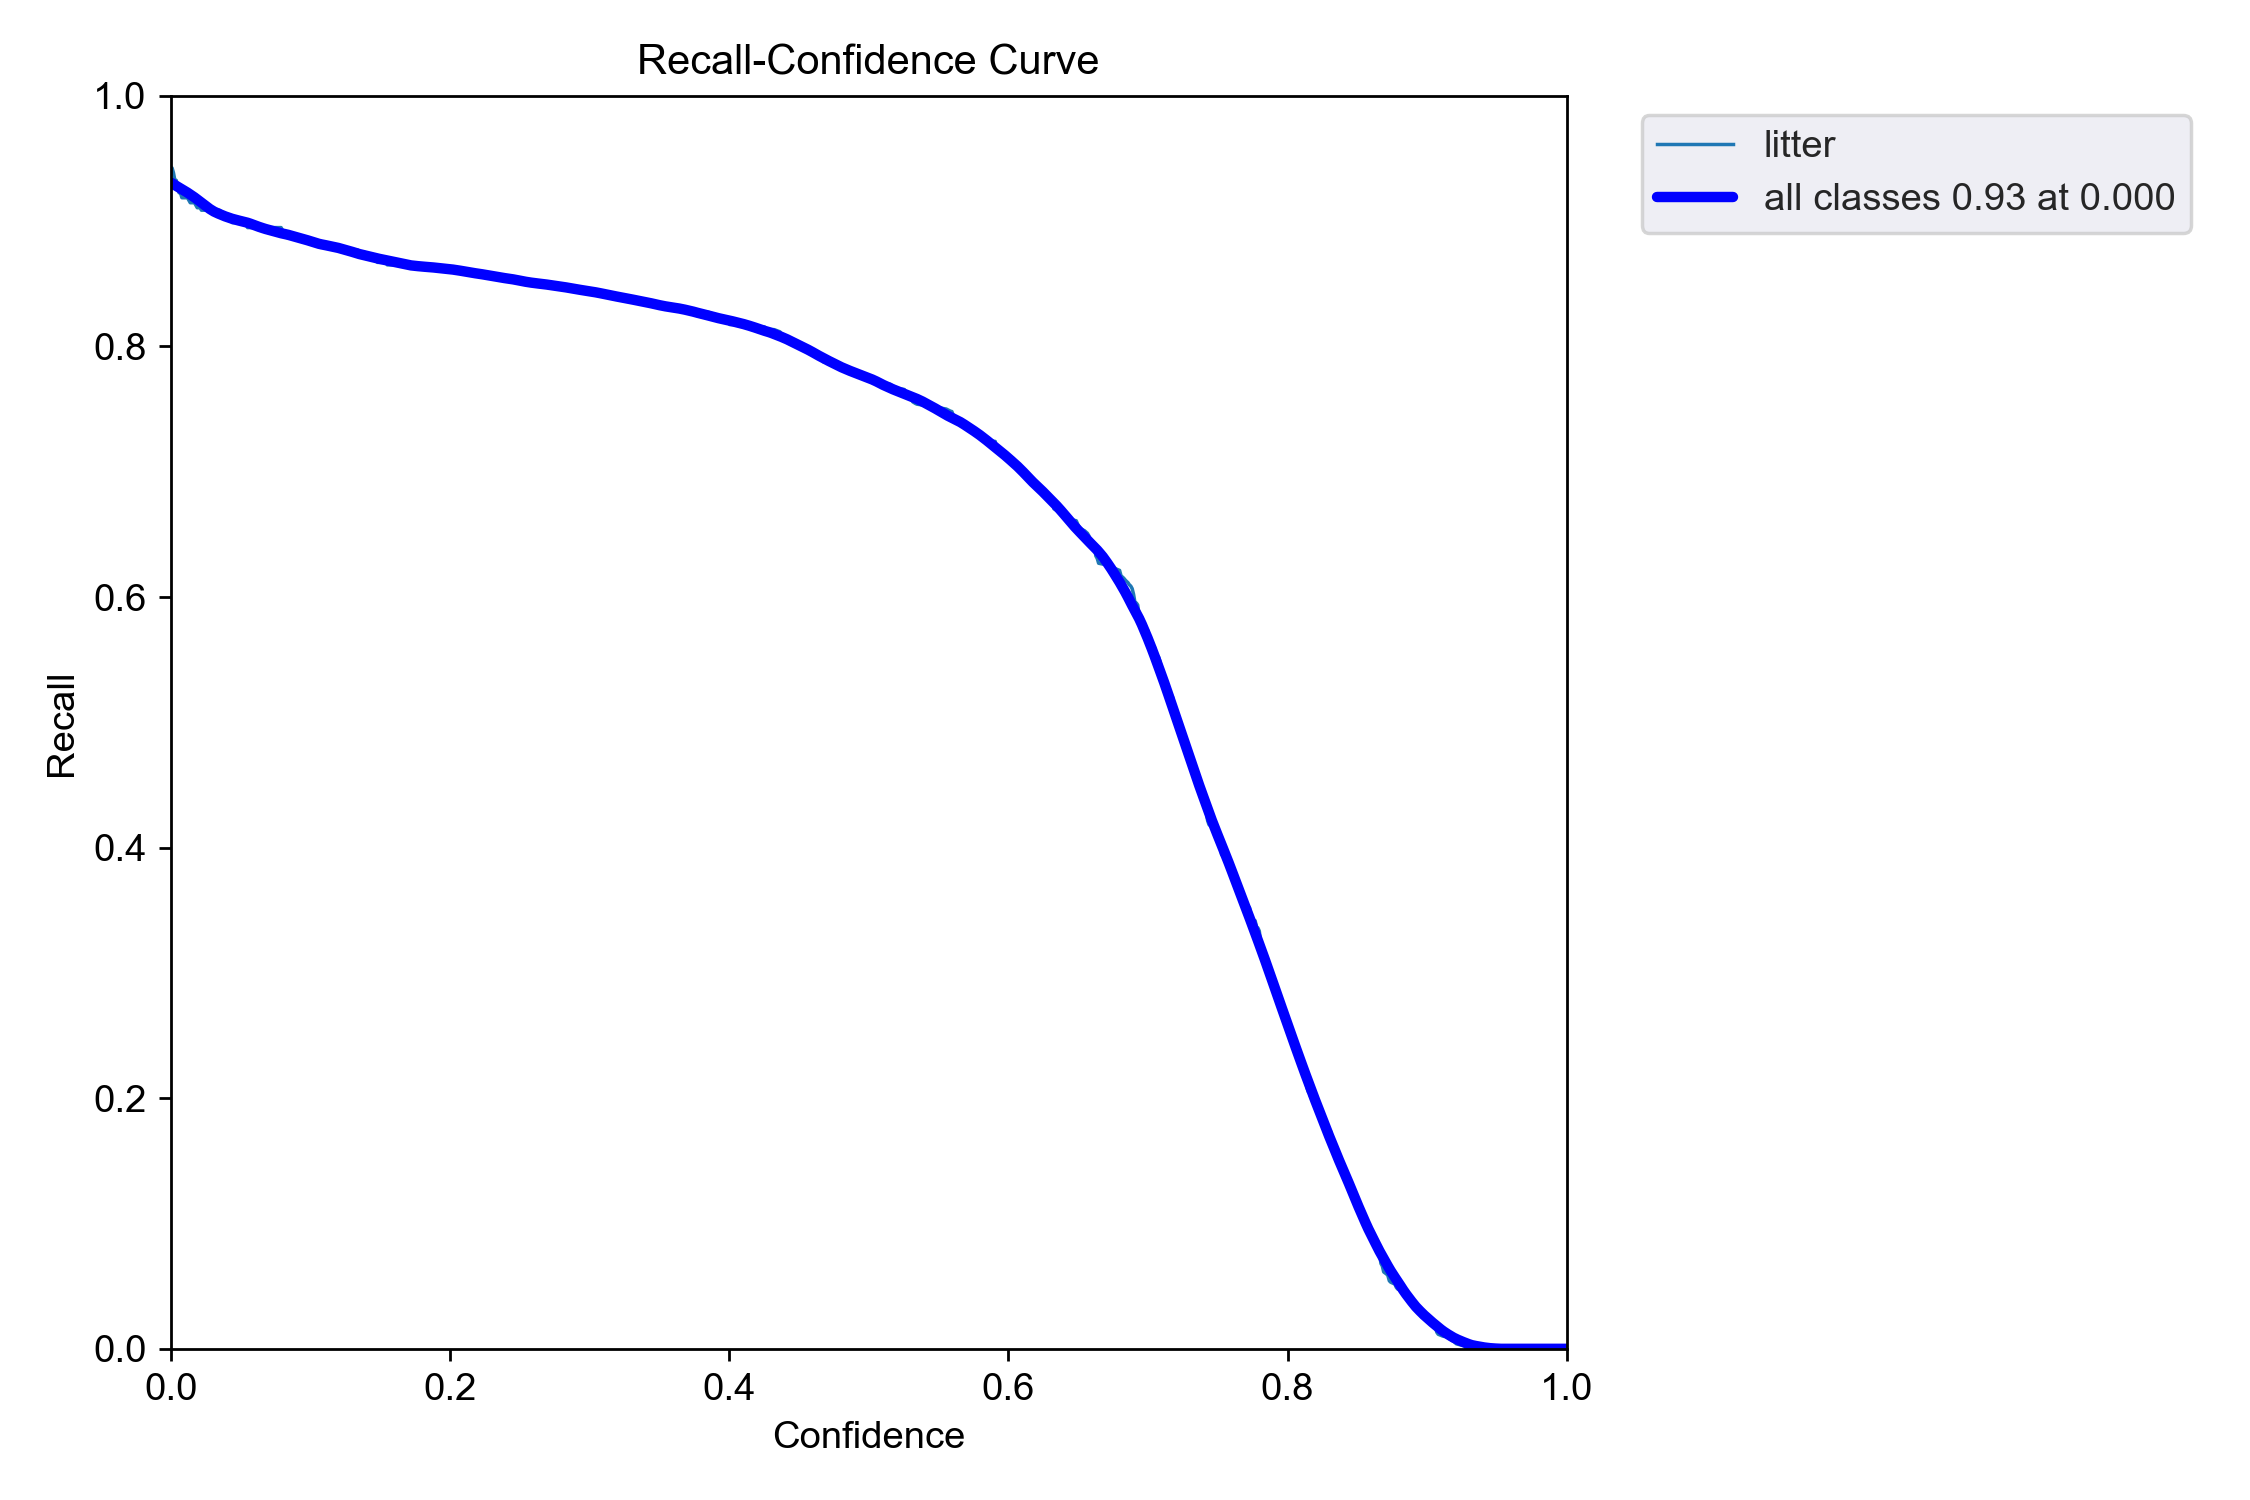 Recall-Confidence Curve
1.0
0.8
0.6
0.4
0.2
0.0
Recall
0.0 0.2 0.4 0.6 0.8 1.0
Confidence
litter
all classes 0.93 at 0.000